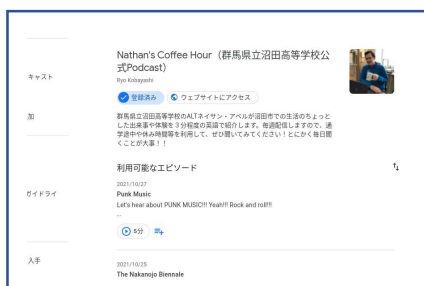 キャスト
加
ガイドライ
入手
Nathan's Coffee Hour（群馬県立沼田高等学校公
式Podcast）
Ryo Kobayashi
登録済み
ウェブサイトにアクセス
群馬県立沼田高等学校のALTネイサン・アベルが沼田市での生活のちょっと
した出来事や体験を３分程度の英語で紹介します。毎週配信しますので、通
学途中や休み時間等を利用して、ぜひ聞いてみてください！とにかく毎日聞
くことが大事！！
利用可能なエピソード
2021/10/27
Punk Music
Let's hear about PUNK MUSIC!!! Yeah!!! Rock and roll!!!
...
5分
2021/10/25
The Nakanojo Biennale